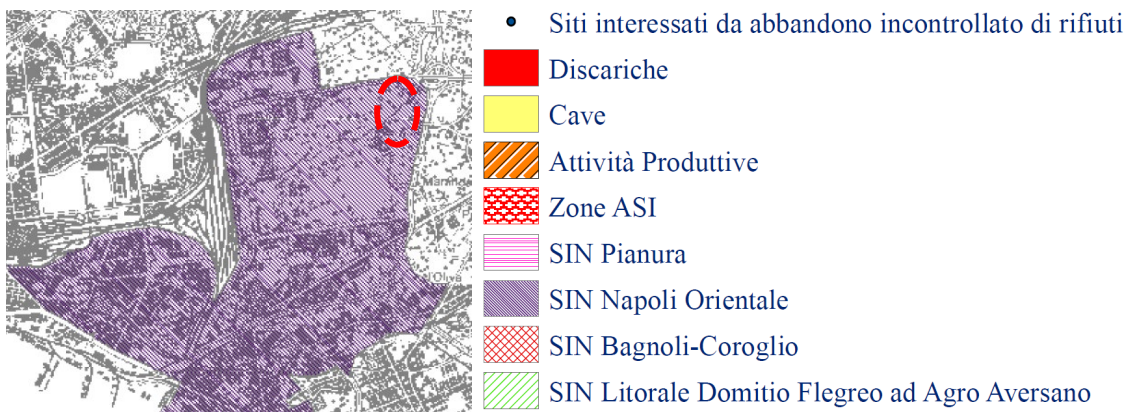 Siti interessati da abbandono incontrollato di rifiuti
Discariche
Cave
Attività Produttive
Zone ASI
SIN Pianura
SIN Napoli Orientale
SIN Bagnoli-Coroglio
SIN Litorale Domitio Flegreo ad Agro Aversano